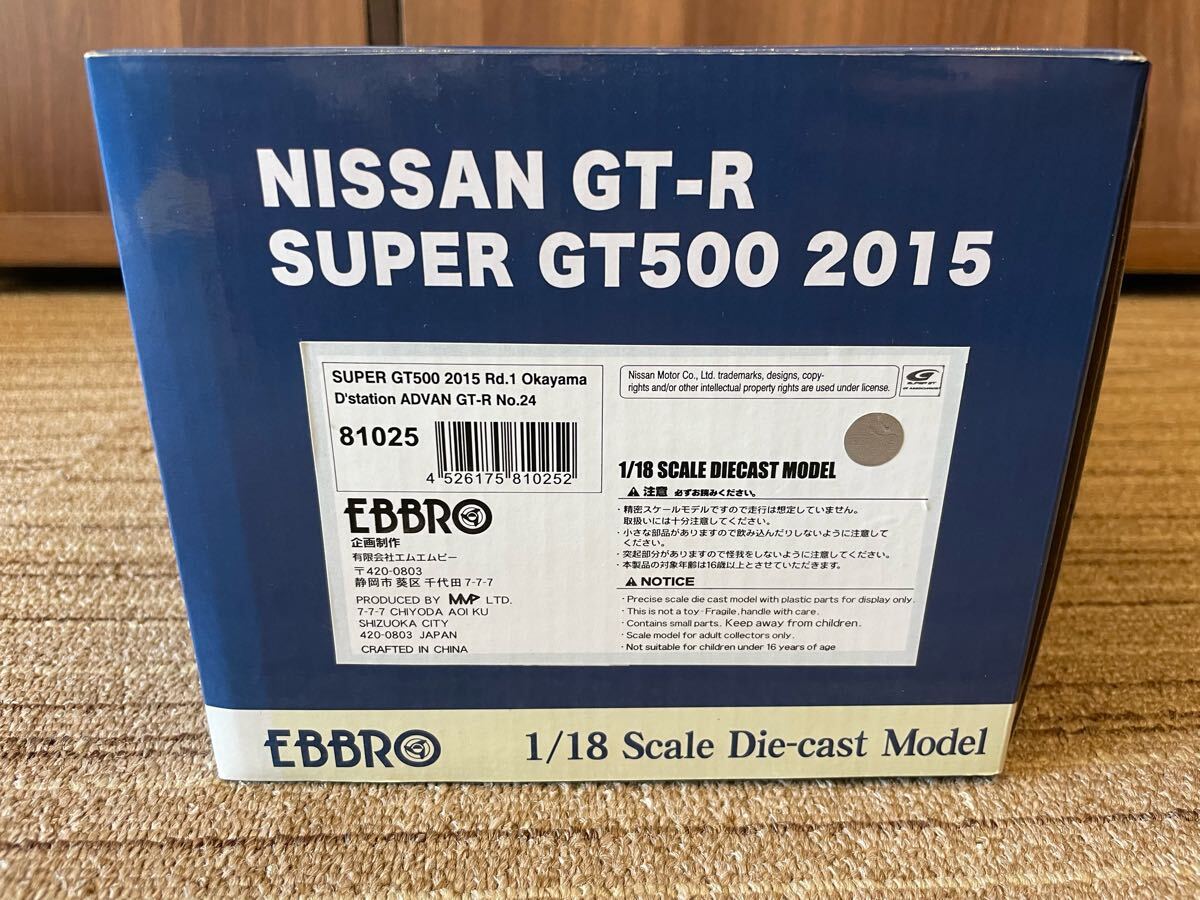 NISSAN GT-R
SUPER GT500 2015
SUPER GT500 2015 Rd.1 Okayama
D'station ADVAN GT-R No.24
81025
4 526175 810252
EBBRO
企画制作
有限会社エムエムピー
〒420-0803
静岡市 葵区 千代田 7-7-7
PRODUCED BY MMP LTD.
7-7-7 CHIYODA AOI KU
SHIZUOKA CITY
420-0803 JAPAN
CRAFTED IN CHINA
Nissan Motor Co., Ltd. trademarks, designs, copy-
rights and/or other intellectual property rights are used under license.
SUPER GT
1/18 SCALE DIECAST MODEL
注意 必ずお読みください。
・精密スケールモデルですので走行は想定していません。
取扱いには十分注意してください。
・小さな部品がありますので飲み込んだりしないように注意して
ください。
・突起部分がありますので怪我をしないように注意してください。
・本製品の対象年齢は16歳以上とさせていただきます。
NOTICE
・Precise scale die cast model with plastic parts for display only.
・This is not a toy・Fragile, handle with care.
・Contains small parts. Keep away from children.
・Scale model for adult collectors only.
・Not suitable for children under 16 years of age
EBBRO 1/18 Scale Die-cast Model